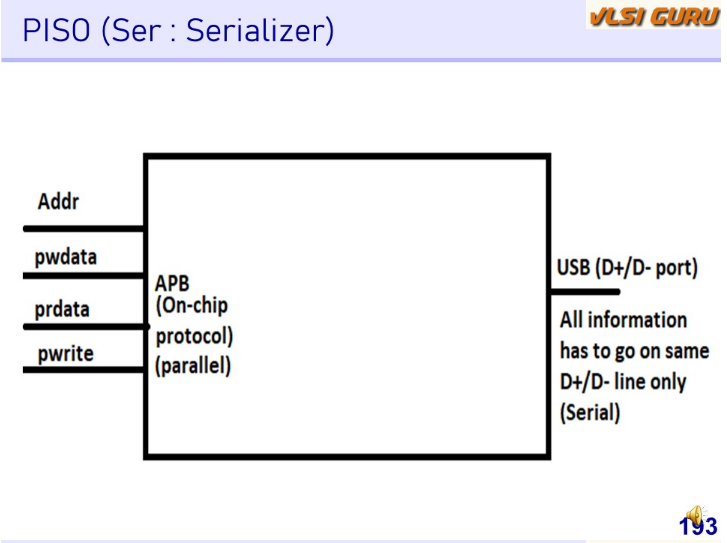 PISO (Ser : Serializer)
VLSI GURU
Addr
pwdata
prdata
pwrite
APB
(On-chip
protocol)
(parallel)
USB (D+/D- port)
All information
has to go on same
D+/D- line only
(Serial)
193